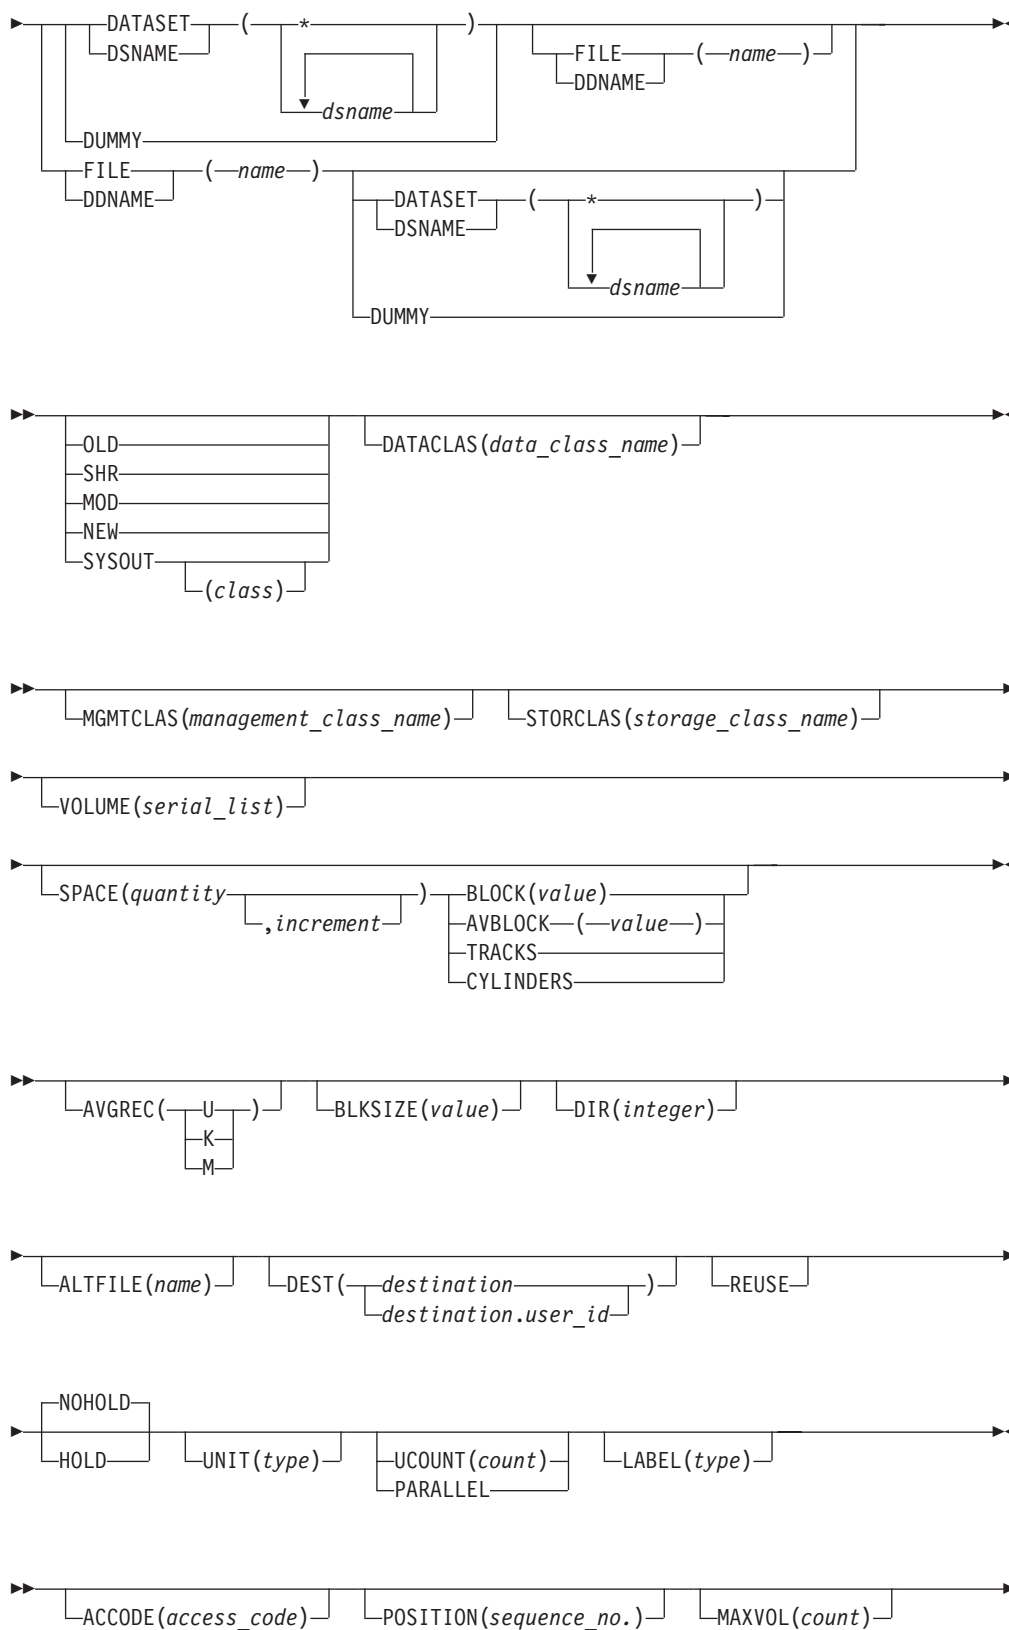 DATASET ( * )
DSNAME
FILE (name)
DDNAME
dsname
DUMMY
FILE (name)
DDNAME
DATASET ( * )
DSNAME
dsname
DUMMY
OLD
SHR
MOD
NEW
SYSOUT
(class)
DATACLAS(data_class_name)
MGMTCLAS(management_class_name)
STORCLAS(storage_class_name)
VOLUME(serial_list)
SPACE(quantity
,increment
)
BLOCK(value)
AVBLOCK (value)
TRACKS
CYLINDERS
AVGREC( U )
K
M
BLKSIZE(value)
DIR(integer)
ALTFILE(name)
DEST( destination )
destination.user_id
REUSE
NOHOLD
HOLD
UNIT(type)
UCOUNT(count)
PARALLEL
LABEL(type)
ACCODE(access_code)
POSITION(sequence_no.)
MAXVOL(count)